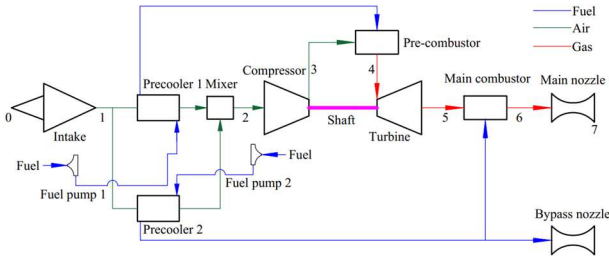 Fuel
Air
Gas
Pre-combustor
3
4
Compressor
Precooler 1
Mixer
Main combustor
Main nozzle
0
Intake
1
2
Shaft
Turbine
5
6
7
Fuel
Fuel pump 1
Fuel
Fuel pump 2
Precooler 2
Bypass nozzle